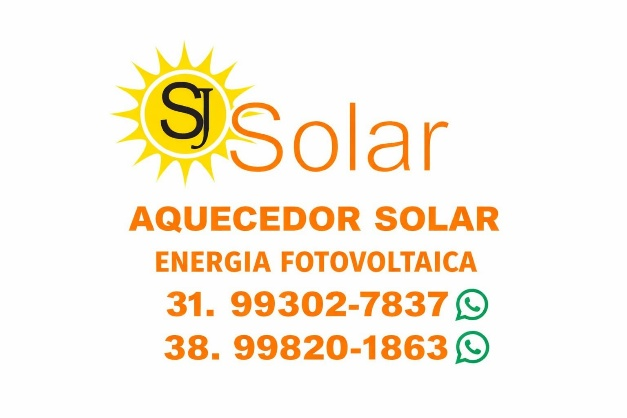 SJ Solar
AQUECEDOR SOLAR
ENERGIA FOTOVOLTAICA
31. 99302-7837
38. 99820-1863